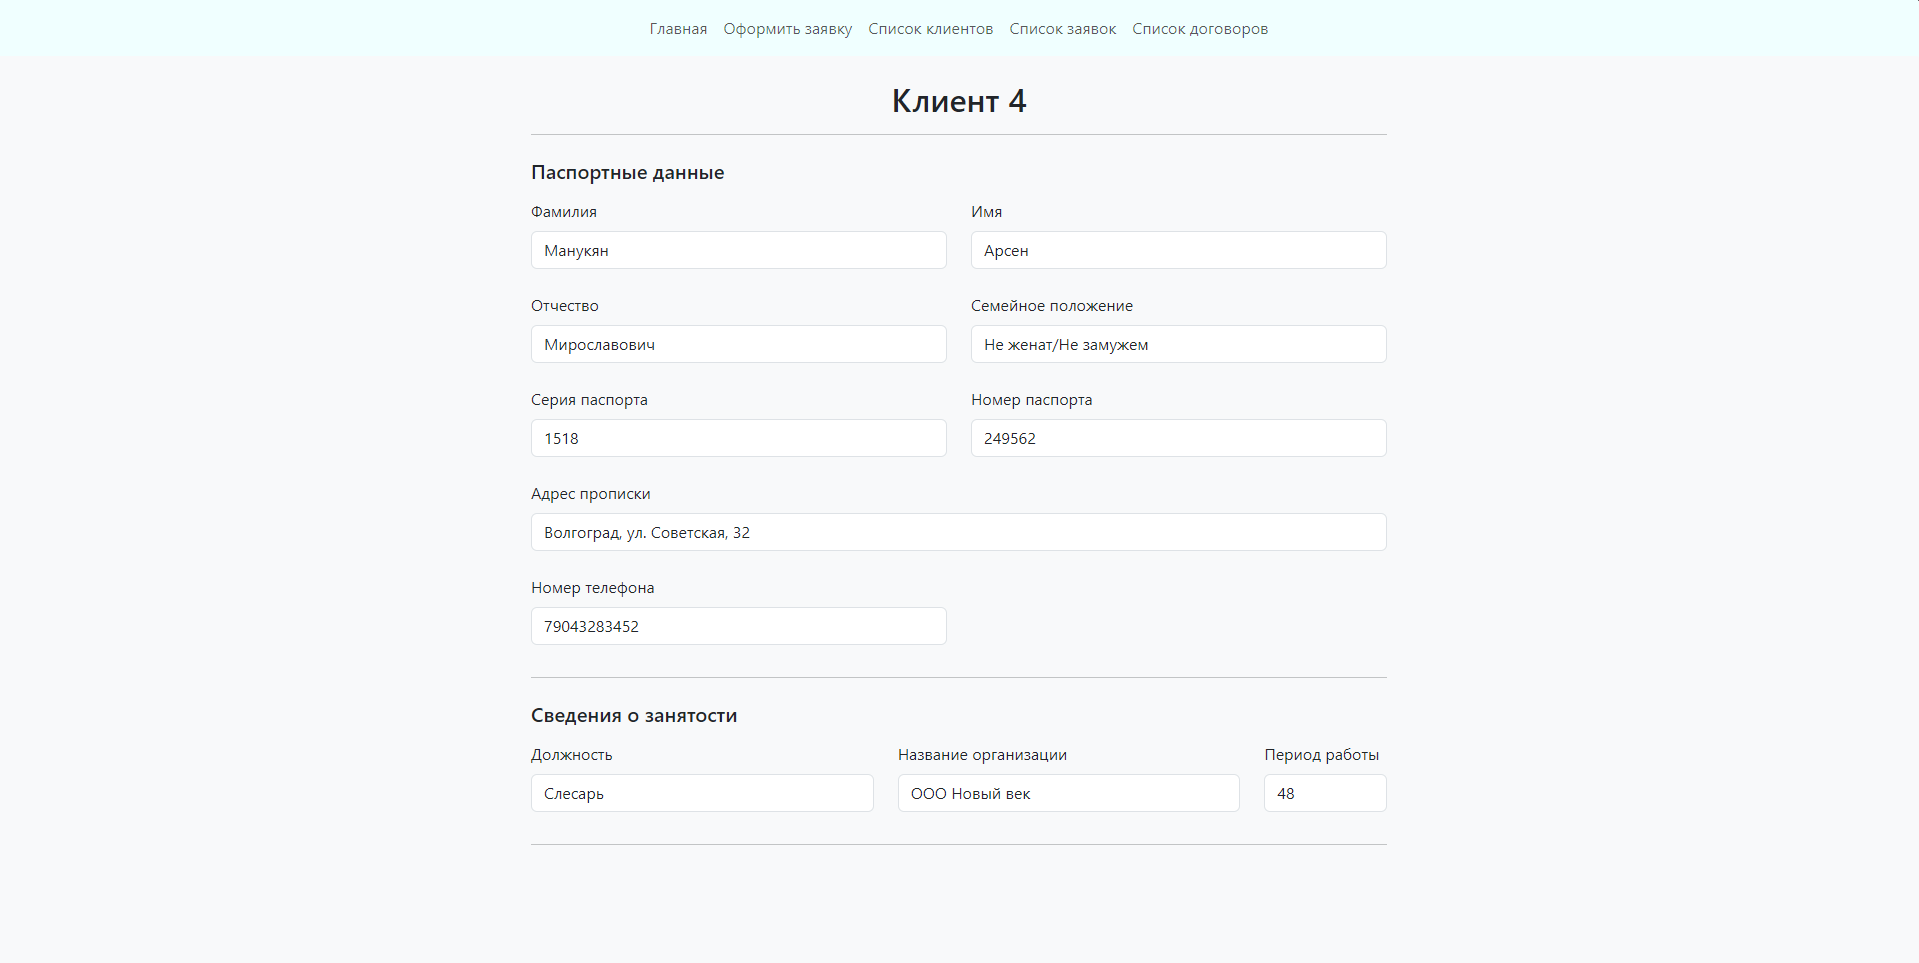 Главная Оформить заявку Список клиентов Список заявок Список договоров
Клиент 4
Паспортные данные
Фамилия Имя
Манукян Арсен
Отчество Семейное положение
Мирославович Не женат/Не замужем
Серия паспорта Номер паспорта
1518 249562
Адрес прописки
Волгоград, ул. Советская, 32
Номер телефона
79043283452
Сведения о занятости
Должность Название организации Период работы
Слесарь ООО Новый век 48